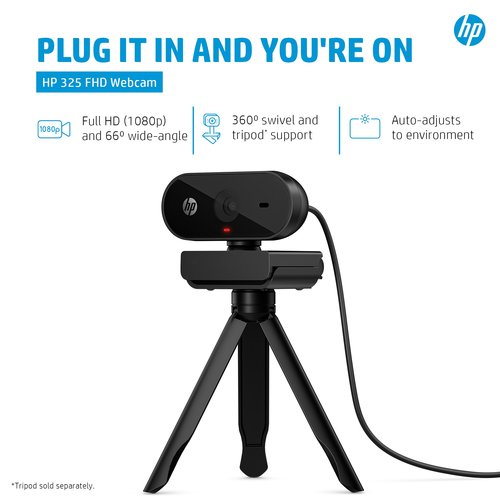 hp
PLUG IT IN AND YOU'RE ON
HP 325 FHD Webcam
1080p
Full HD (1080p)
and 66º wide-angle
360º swivel and
tripod* support
Auto-adjusts
to environment
hp
*Tripod sold separately.